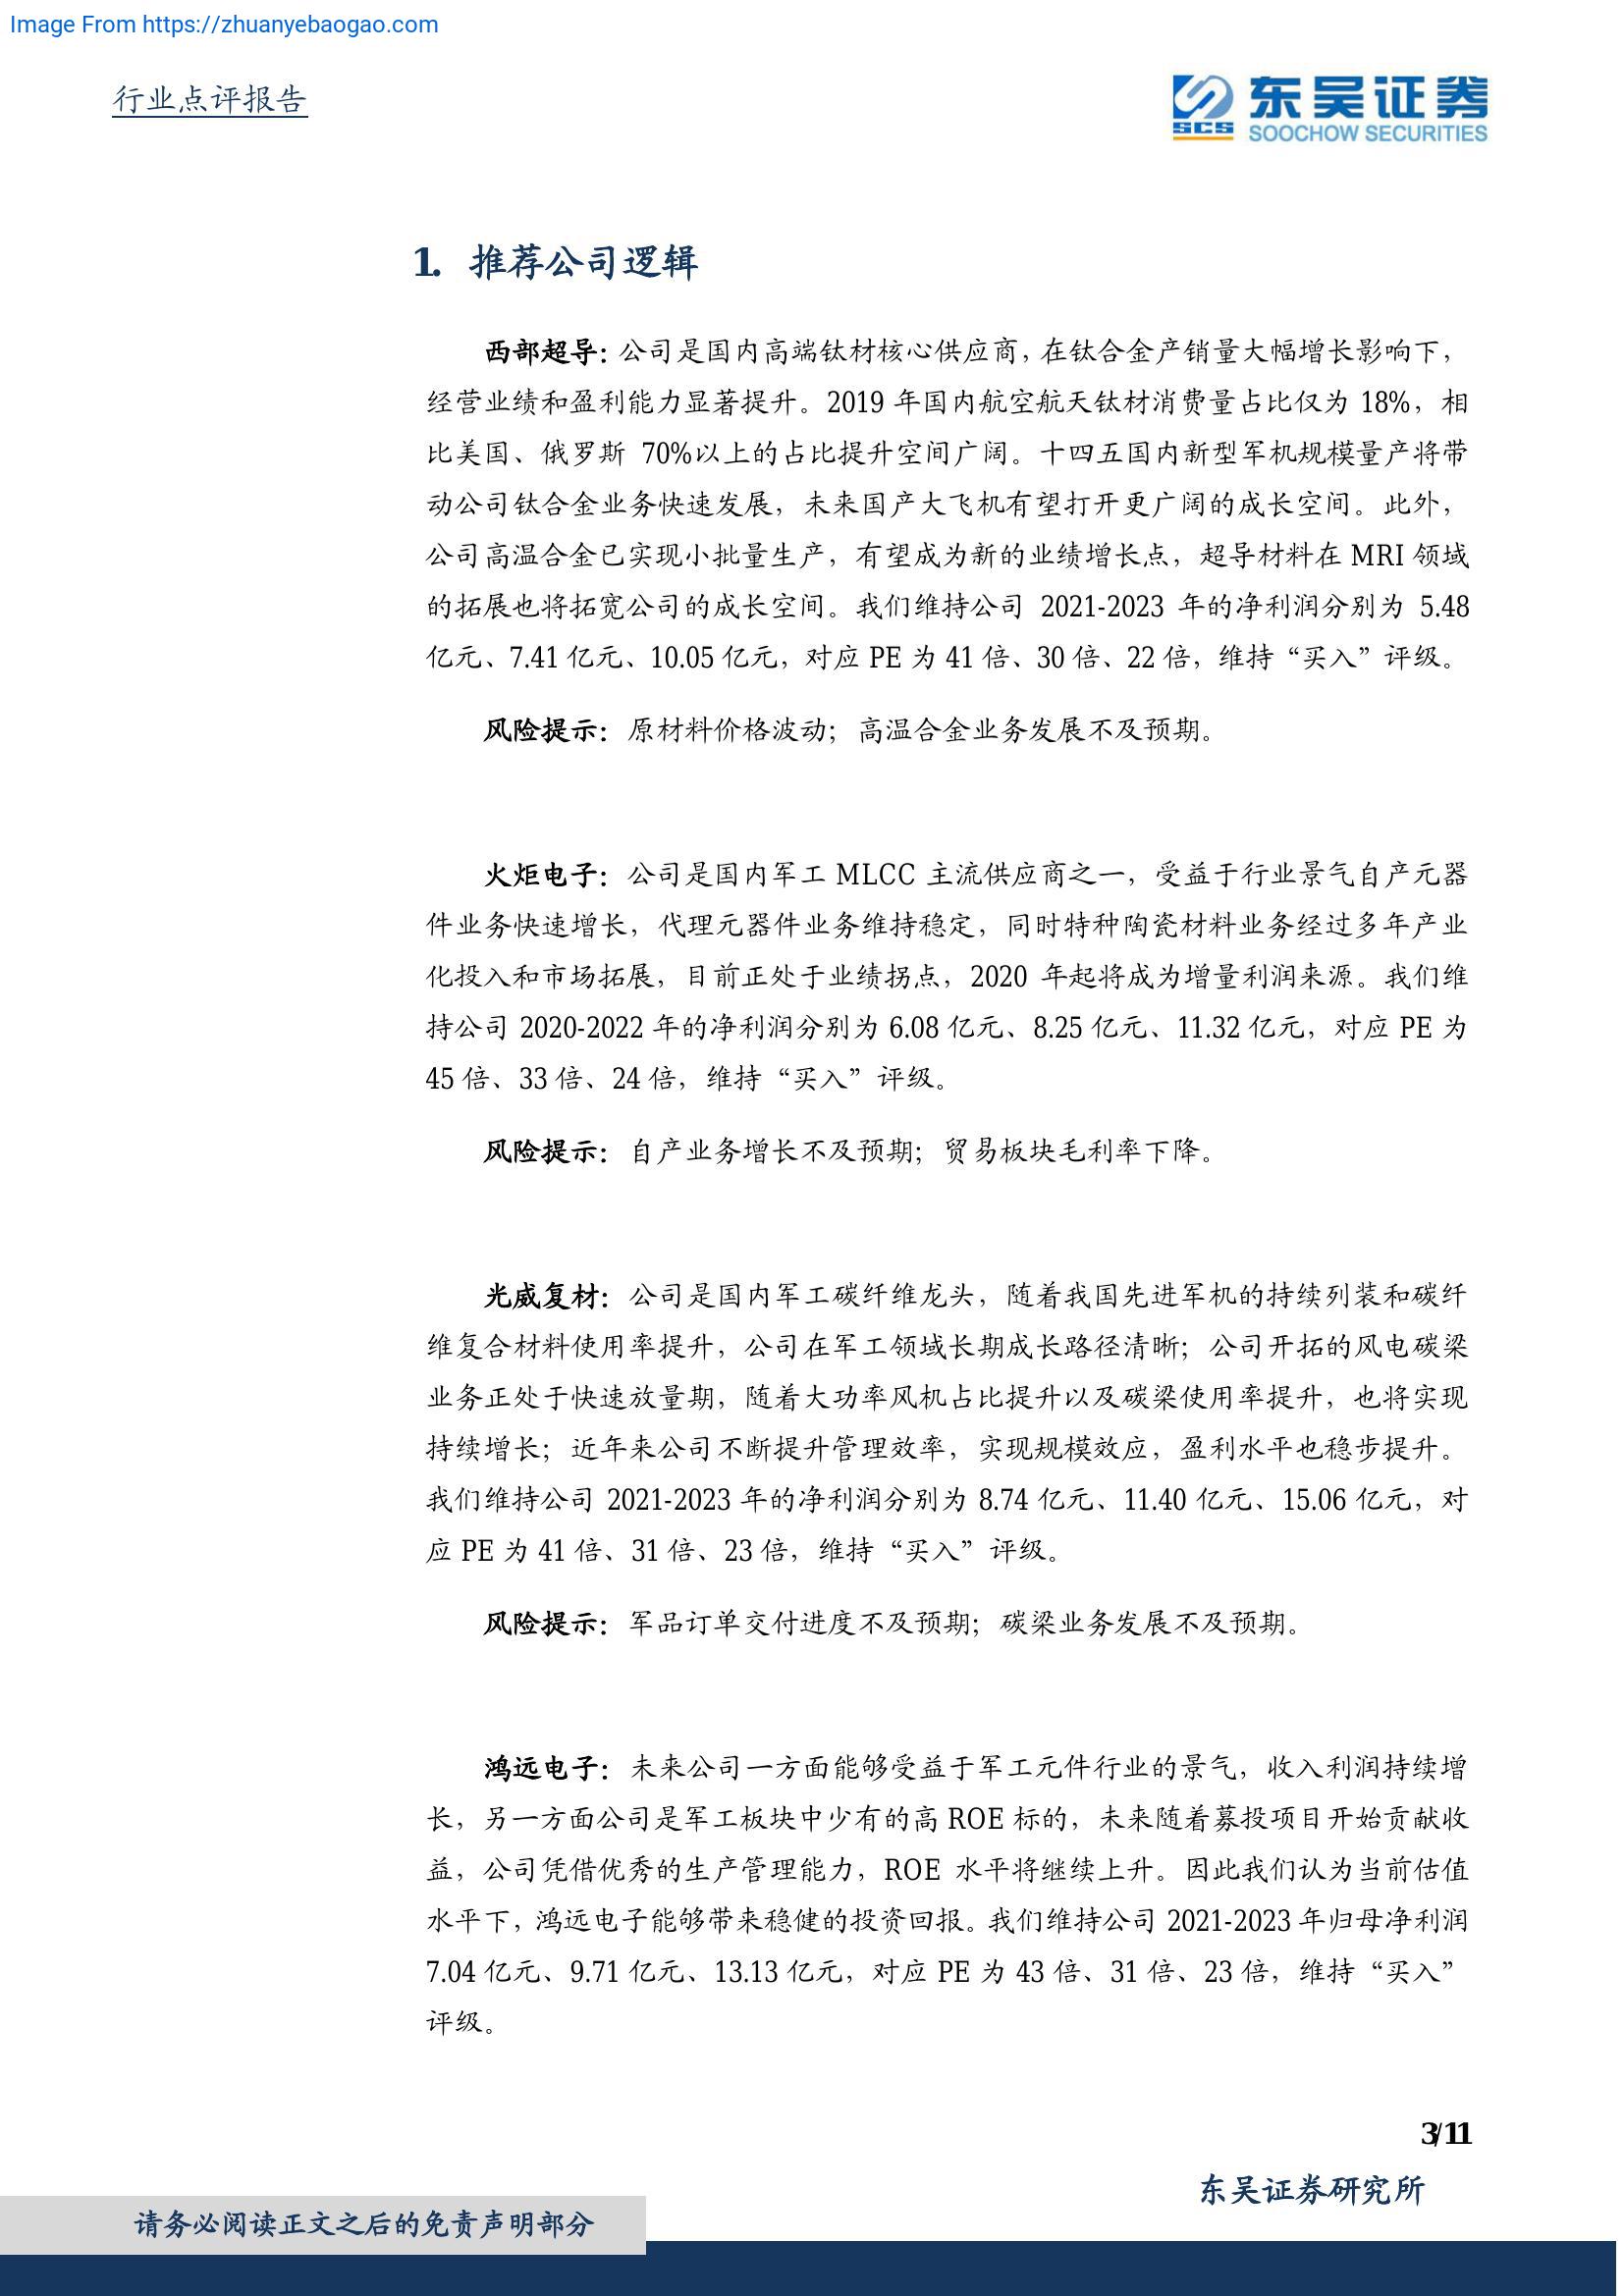 Image From https://zhuanyebaogao.com
行业点评报告
SCS 东吴证券
SOOCHOW SECURITIES
1. 推荐公司逻辑
西部超导：公司是国内高端钛材核心供应商，在钛合金产销量大幅增长影响下，
经营业绩和盈利能力显著提升。2019 年国内航空航天钛材消费量占比仅为 18%，相
比美国、俄罗斯 70%以上的占比提升空间广阔。十四五国内新型军机规模量产将带
动公司钛合金业务快速发展，未来国产大飞机有望打开更广阔的成长空间。此外，
公司高温合金已实现小批量生产，有望成为新的业绩增长点，超导材料在 MRI 领域
的拓展也将拓宽公司的成长空间。我们维持公司 2021-2023 年的净利润分别为 5.48
亿元、7.41 亿元、10.05 亿元，对应 PE 为 41 倍、30 倍、22 倍，维持“买入”评级。
风险提示：原材料价格波动；高温合金业务发展不及预期。
火炬电子：公司是国内军工 MLCC 主流供应商之一，受益于行业景气自产元器
件业务快速增长，代理元器件业务维持稳定，同时特种陶瓷材料业务经过多年产业
化投入和市场拓展，目前正处于业绩拐点，2020 年起将成为增量利润来源。我们维
持公司 2020-2022 年的净利润分别为 6.08 亿元、8.25 亿元、11.32 亿元，对应 PE 为
45 倍、33 倍、24 倍，维持“买入”评级。
风险提示：自产业务增长不及预期；贸易板块毛利率下降。
光威复材：公司是国内军工碳纤维龙头，随着我国先进军机的持续列装和碳纤
维复合材料使用率提升，公司在军工领域长期成长路径清晰；公司开拓的风电碳梁
业务正处于快速放量期，随着大功率风机占比提升以及碳梁使用率提升，也将实现
持续增长；近年来公司不断提升管理效率，实现规模效应，盈利水平也稳步提升。
我们维持公司 2021-2023 年的净利润分别为 8.74 亿元、11.40 亿元、15.06 亿元，对
应 PE 为 41 倍、31 倍、23 倍，维持“买入”评级。
风险提示：军品订单交付进度不及预期；碳梁业务发展不及预期。
鸿远电子：未来公司一方面能够受益于军工元件行业的景气，收入利润持续增
长，另一方面公司是军工板块中少有的高 ROE 标的，未来随着募投项目开始贡献收
益，公司凭借优秀的生产管理能力，ROE 水平将继续上升。因此我们认为当前估值
水平下，鸿远电子能够带来稳健的投资回报。我们维持公司 2021-2023 年归母净利润
7.04 亿元、9.71 亿元、13.13 亿元，对应 PE 为 43 倍、31 倍、23 倍，维持“买入”
评级。
3/11
东吴证券研究所
请务必阅读正文之后的免责声明部分